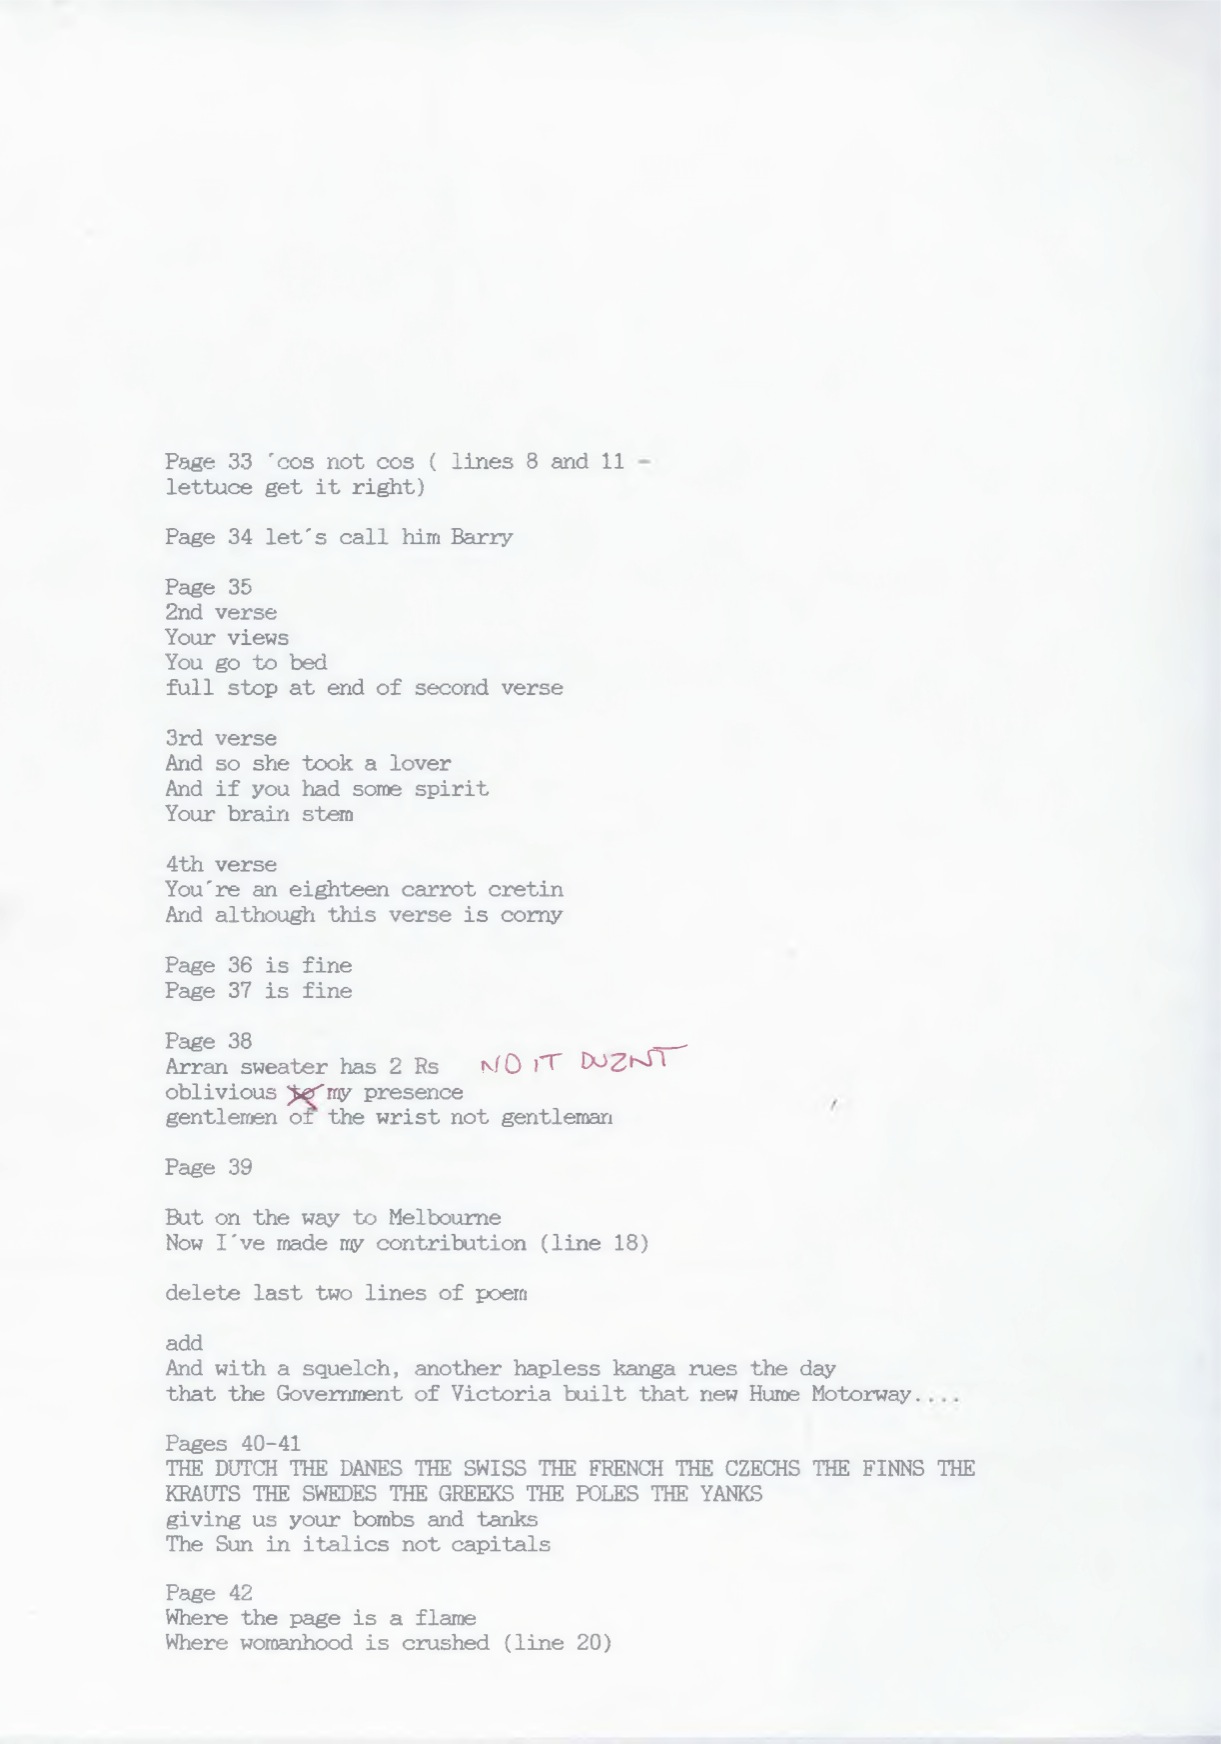 Page 33 ´cos not cos ( lines 8 and 11 -
lettuce get it right)
Page 34 let´s call him Barry
Page 35
2nd verse
Your views
You go to bed
full stop at end of second verse
3rd verse
And so she took a lover
And if you had some spirit
Your brain stem
4th verse
You´re an eighteen carrot cretin
And although this verse is corny
Page 36 is fine
Page 37 is fine
Page 38
Arran sweater has 2 Rs NO IT DUZNT
oblivious to my presence
gentlemen of the wrist not gentleman
Page 39
But on the way to Melbourne
Now I´ve made my contribution (line 18)
delete last two lines of poem
add
And with a squelch, another hapless kanga rues the day
that the Government of Victoria built that new Hume Motorway....
Pages 40-41
THE DUTCH THE DANES THE SWISS THE FRENCH THE CZECHS THE FINNS THE
KRAUTS THE SWEDES THE GREEKS THE POLES THE YANKS
giving us your bombs and tanks
The Sun in italics not capitals
Page 42
Where the page is a flame
Where womanhood is crushed (line 20)